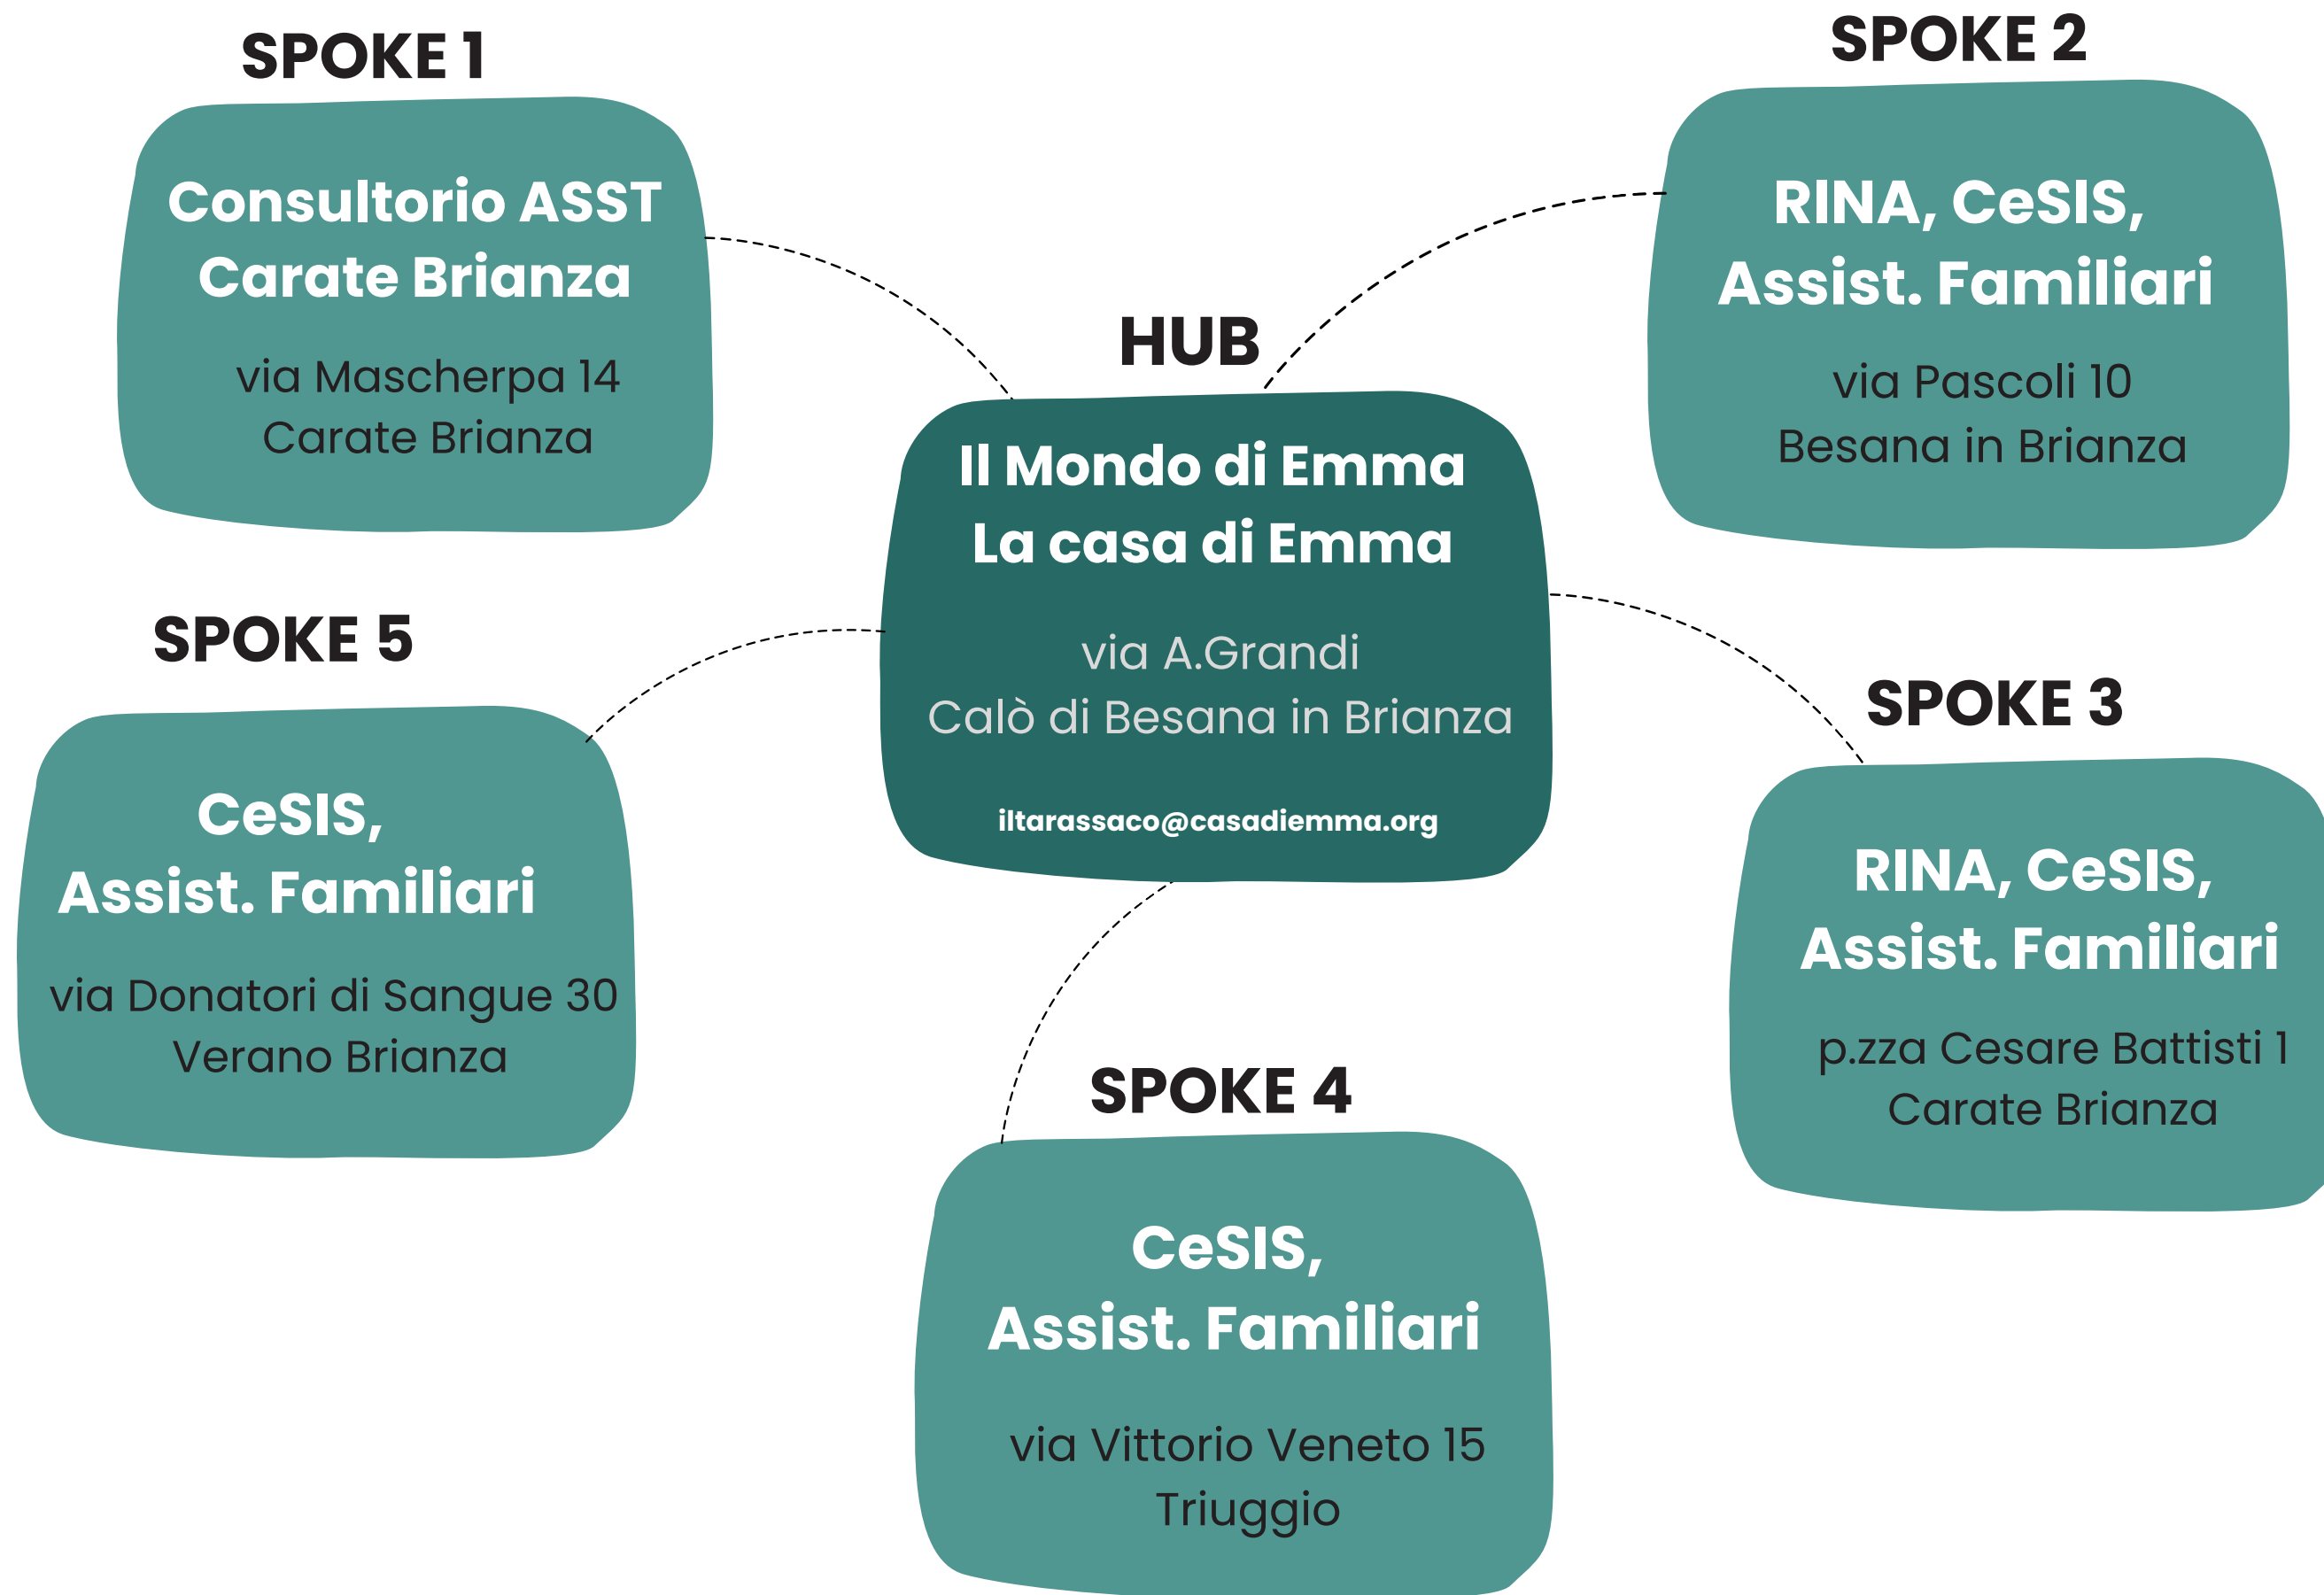 SPOKE 1
Consultorio ASST
Carate Brianza
via Mascherpa 14
Carate Brianza
SPOKE 2
RINA, CeSIS,
Assist. Familiari
via Pascoli 10
Besana in Brianza
HUB
Il Mondo di Emma
La casa di Emma
via A.Grandi
Calò di Besana in Brianza
iltarassaco@casadiemma.org
SPOKE 5
CeSIS,
Assist. Familiari
via Donatori di Sangue 30
Verano Brianza
SPOKE 3
RINA, CeSIS,
Assist. Familiari
p.zza Cesare Battisti 1
Carate Brianza
SPOKE 4
CeSIS,
Assist. Familiari
via Vittorio Veneto 15
Triuggio